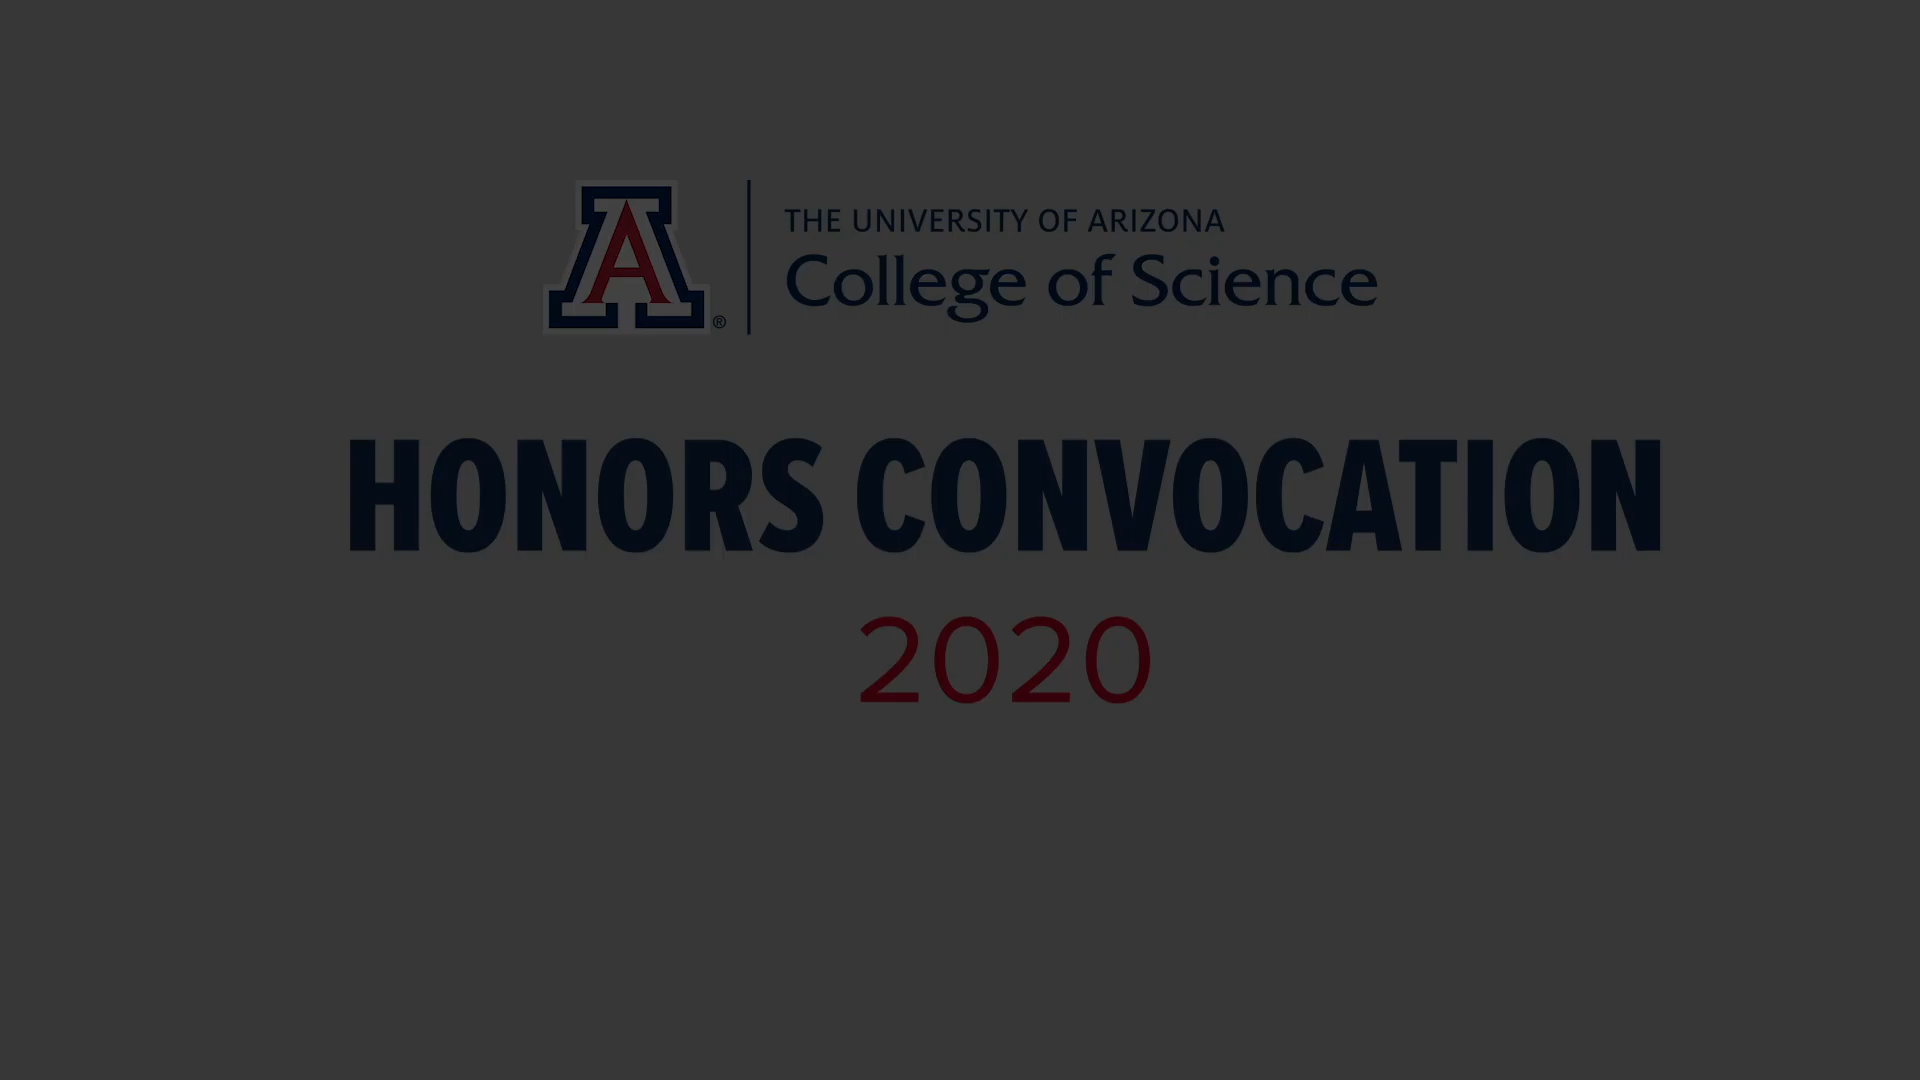 A®
THE UNIVERSITY OF ARIZONA
College of Science
HONORS CONVOCATION
2020